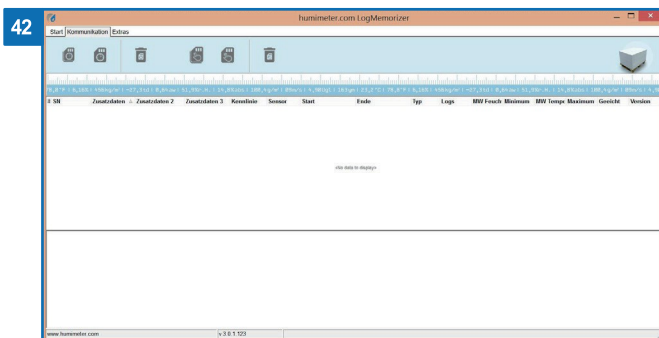 42
humimeter.com LogMemorizer
Start Kommunikation Extras
SN Zusatzdaten Zusatzdaten 2 Zusatzdaten 3 Kennlinie Sensor Start Ende Typ Logs MW Feuch Minimum MW Tempe Maximum Gewicht Version
<No data to display>
www.humimeter.com v 3.0.1.123